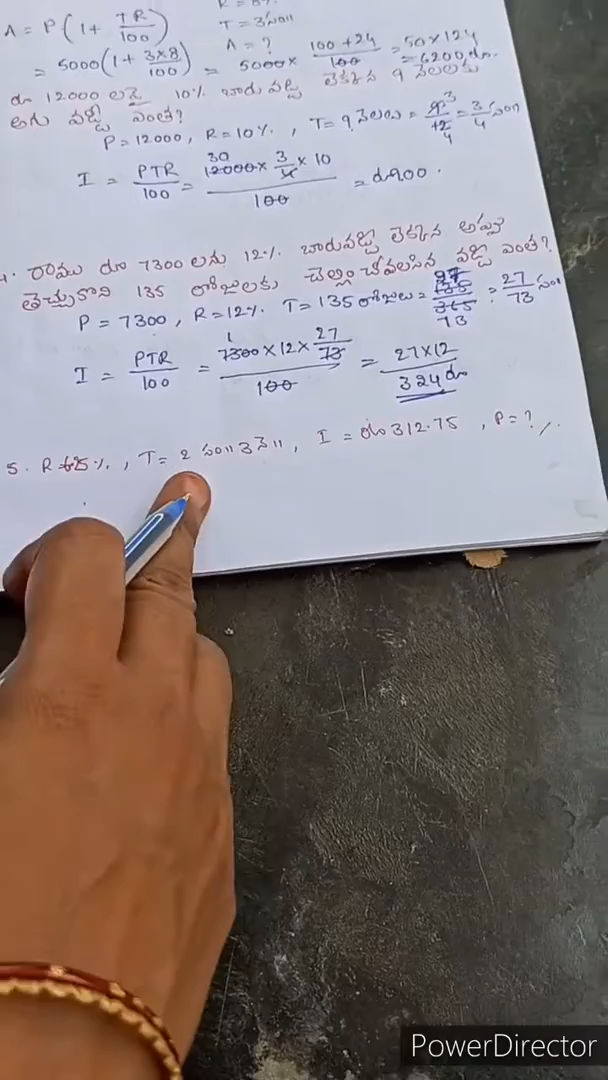 A = P(1 + TR/100)
T = 3సం॥
A = ?
= 5000(1 + 3×8/100) = 5000× 100+24/100 = 50×124
= 6200 రూ.
రూ 12000 లపై 10% బారు వడ్డీ లెక్కన 9 నెలలకు
అగు వడ్డీ ఎంత?
P = 12000, R = 10%, T = 9 నెలలు = 9/12 = 3/4 సం॥
I = PTR/100 = 12000× 3/4 ×10/100 = రూ900.
4. రాము రూ 7300 లను 12% బారువడ్డీ లెక్కన అప్పు
తెచ్చుకొని 135 రోజులకు చెల్లించవలసిన వడ్డీ ఎంత?
P = 7300, R = 12% T = 135 రోజులు = 135/365 = 27/73 సం॥
I = PTR/100 = 7300×12× 27/73/100 = 27×12
324 రూ
5. R 5%, T = 2 సం॥ 3 నె॥, I = రూ 312.75, P = ?
PowerDirector